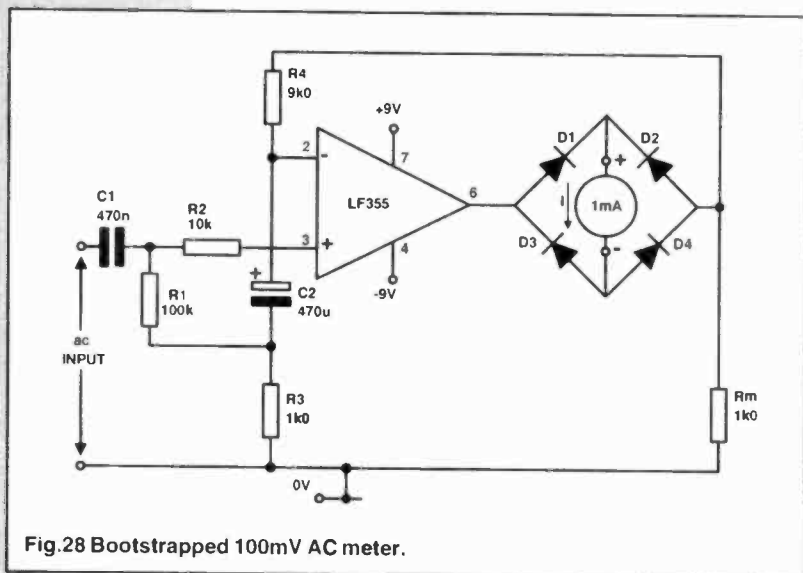 R4
9k0
+9V
D1
D2
2
-
7
C1
470n
R2
10k
LF355
6
+
1mA
i
-
3
+
4
D3
D4
+
C2
470u
-9V
R1
100k
ac
INPUT
R3
1k0
Rm
1k0
0V
Fig.28 Bootstrapped 100mV AC meter.